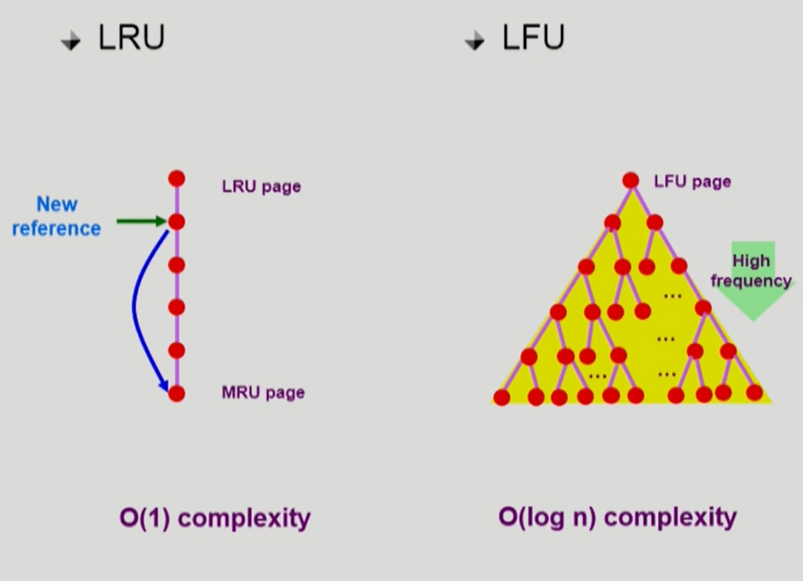 LRU
LRU page
New
reference
MRU page
O(1) complexity
LFU
LFU page
High
frequency
...
...
...
...
O(log n) complexity